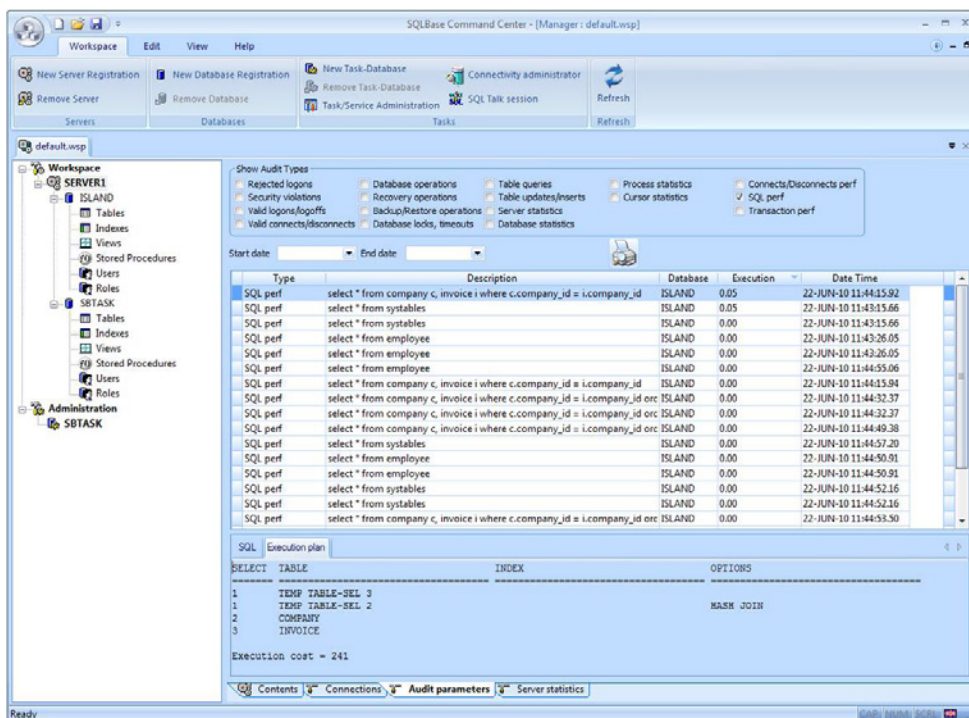 SQLBase Command Center - [Manager : default.wsp]
Workspace Edit View Help
New Server Registration
Remove Server
Servers
New Database Registration
Remove Database
Databases
New Task-Database
Remove Task-Database
Task/Service Administration
Connectivity administrator
SQL Talk session
Tasks
Refresh
Refresh
default.wsp
Workspace
SERVER1
ISLAND
Tables
Indexes
Views
Stored Procedures
Users
Roles
SBTASK
Tables
Indexes
Views
Stored Procedures
Users
Roles
Administration
SBTASK
Show Audit Types
Rejected logons Database operations Table queries Process statistics Connects/Disconnects perf
Security violations Recovery operations Table updates/inserts Cursor statistics SQL perf
Valid logons/logoffs Backup/Restore operations Server statistics Transaction perf
Valid connects/disconnects Database locks, timeouts Database statistics
Start date End date
Type Description Database Execution Date Time
SQL perf select * from company c, invoice i where c.company_id = i.company_id ISLAND 0.05 22-JUN-10 11:44:15.92
SQL perf select * from systables ISLAND 0.05 22-JUN-10 11:43:15.66
SQL perf select * from systables ISLAND 0.00 22-JUN-10 11:43:15.66
SQL perf select * from employee ISLAND 0.00 22-JUN-10 11:43:26.05
SQL perf select * from employee ISLAND 0.00 22-JUN-10 11:43:26.05
SQL perf select * from employee ISLAND 0.00 22-JUN-10 11:44:55.06
SQL perf select * from company c, invoice i where c.company_id = i.company_id ISLAND 0.00 22-JUN-10 11:44:15.94
SQL perf select * from company c, invoice i where c.company_id = i.company_id orc ISLAND 0.00 22-JUN-10 11:44:32.37
SQL perf select * from company c, invoice i where c.company_id = i.company_id orc ISLAND 0.00 22-JUN-10 11:44:32.37
SQL perf select * from company c, invoice i where c.company_id = i.company_id orc ISLAND 0.00 22-JUN-10 11:44:49.38
SQL perf select * from systables ISLAND 0.00 22-JUN-10 11:44:57.20
SQL perf select * from employee ISLAND 0.00 22-JUN-10 11:44:50.91
SQL perf select * from employee ISLAND 0.00 22-JUN-10 11:44:50.91
SQL perf select * from systables ISLAND 0.00 22-JUN-10 11:44:52.16
SQL perf select * from systables ISLAND 0.00 22-JUN-10 11:44:52.16
SQL perf select * from company c, invoice i where c.company_id = i.company_id orc ISLAND 0.00 22-JUN-10 11:44:53.50
SQL Execution plan
SELECT TABLE INDEX OPTIONS
1 TEMP TABLE-SEL 3
1 TEMP TABLE-SEL 2 HASH JOIN
2 COMPANY
3 INVOICE
Execution cost = 241
Contents Connections Audit parameters Server statistics
Ready CAP NUM SCRL